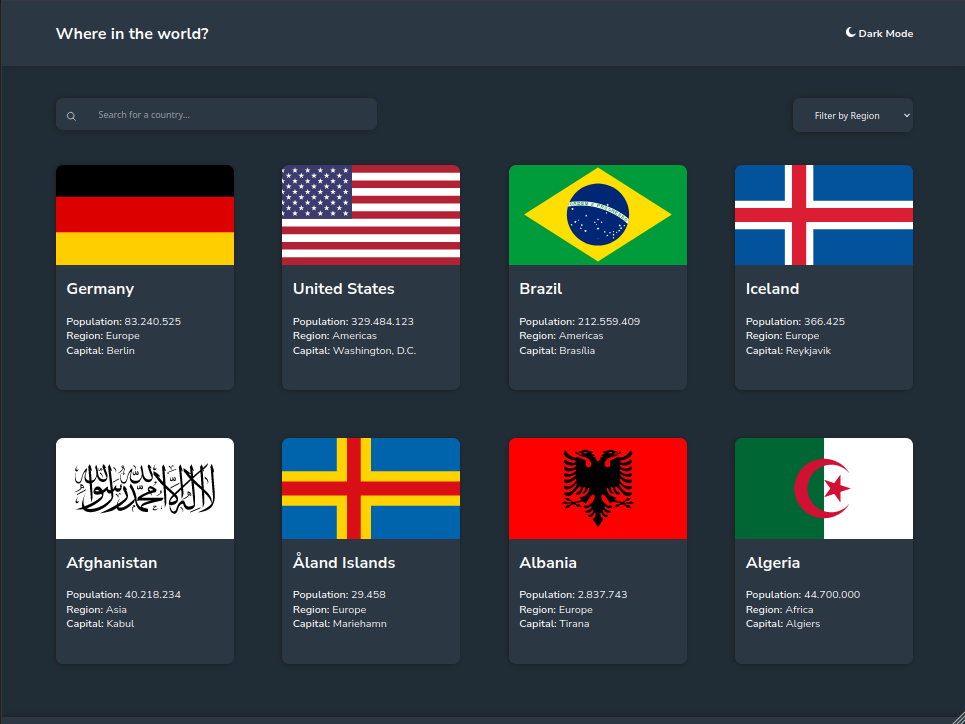 Where in the world?
Dark Mode
Search for a country...
Filter by Region
Germany
Population: 83.240.525
Region: Europe
Capital: Berlin
United States
Population: 329.484.123
Region: Americas
Capital: Washington, D.C.
Brazil
Population: 212.559.409
Region: Americas
Capital: Brasília
Iceland
Population: 366.425
Region: Europe
Capital: Reykjavik
لا إله إلا الله محمد رسول الله
Afghanistan
Population: 40.218.234
Region: Asia
Capital: Kabul
Åland Islands
Population: 29.458
Region: Europe
Capital: Mariehamn
Albania
Population: 2.837.743
Region: Europe
Capital: Tirana
Algeria
Population: 44.700.000
Region: Africa
Capital: Algiers